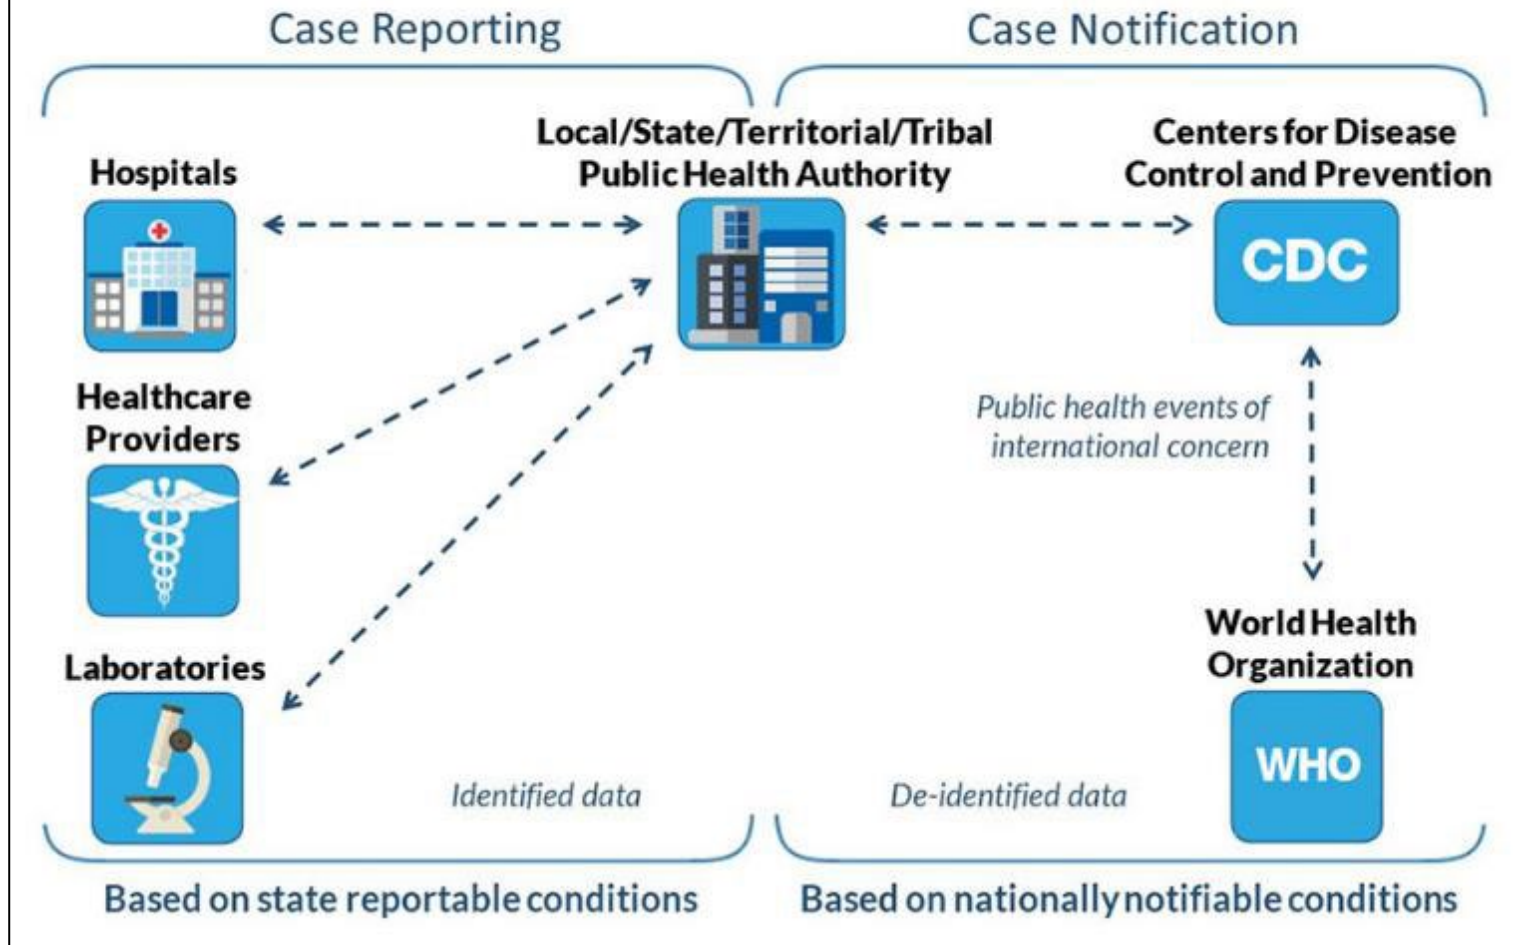 Case Reporting
Case Notification
Local/State/Territorial/Tribal
Public Health Authority
Centers for Disease
Control and Prevention
Hospitals
CDC
Healthcare
Providers
Public health events of
international concern
Laboratories
World Health
Organization
WHO
Identified data
De-identified data
Based on state reportable conditions
Based on nationally notifiable conditions